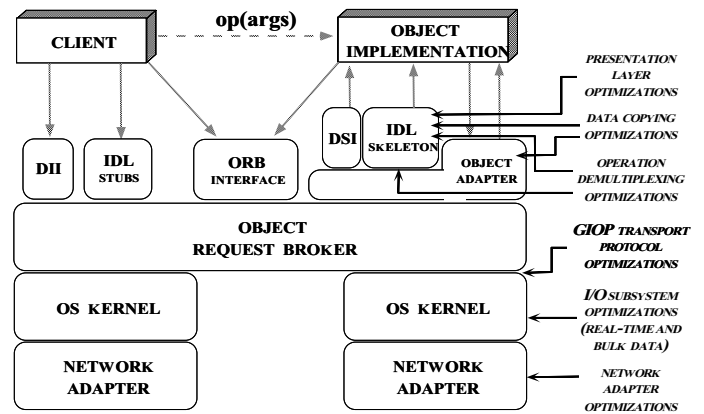 op(args)
CLIENT
OBJECT
IMPLEMENTATION
PRESENTATION
LAYER
OPTIMIZATIONS
DATA COPYING
OPTIMIZATIONS
DII
IDL
STUBS
ORB
INTERFACE
DSI
IDL
SKELETON
OBJECT
ADAPTER
OPERATION
DEMULTIPLEXING
OPTIMIZATIONS
OBJECT
REQUEST BROKER
GIOP TRANSPORT
PROTOCOL
OPTIMIZATIONS
OS KERNEL
OS KERNEL
I/O SUBSYSTEM
OPTIMIZATIONS
(REAL-TIME AND
BULK DATA)
NETWORK
ADAPTER
NETWORK
ADAPTER
NETWORK
ADAPTER
OPTIMIZATIONS